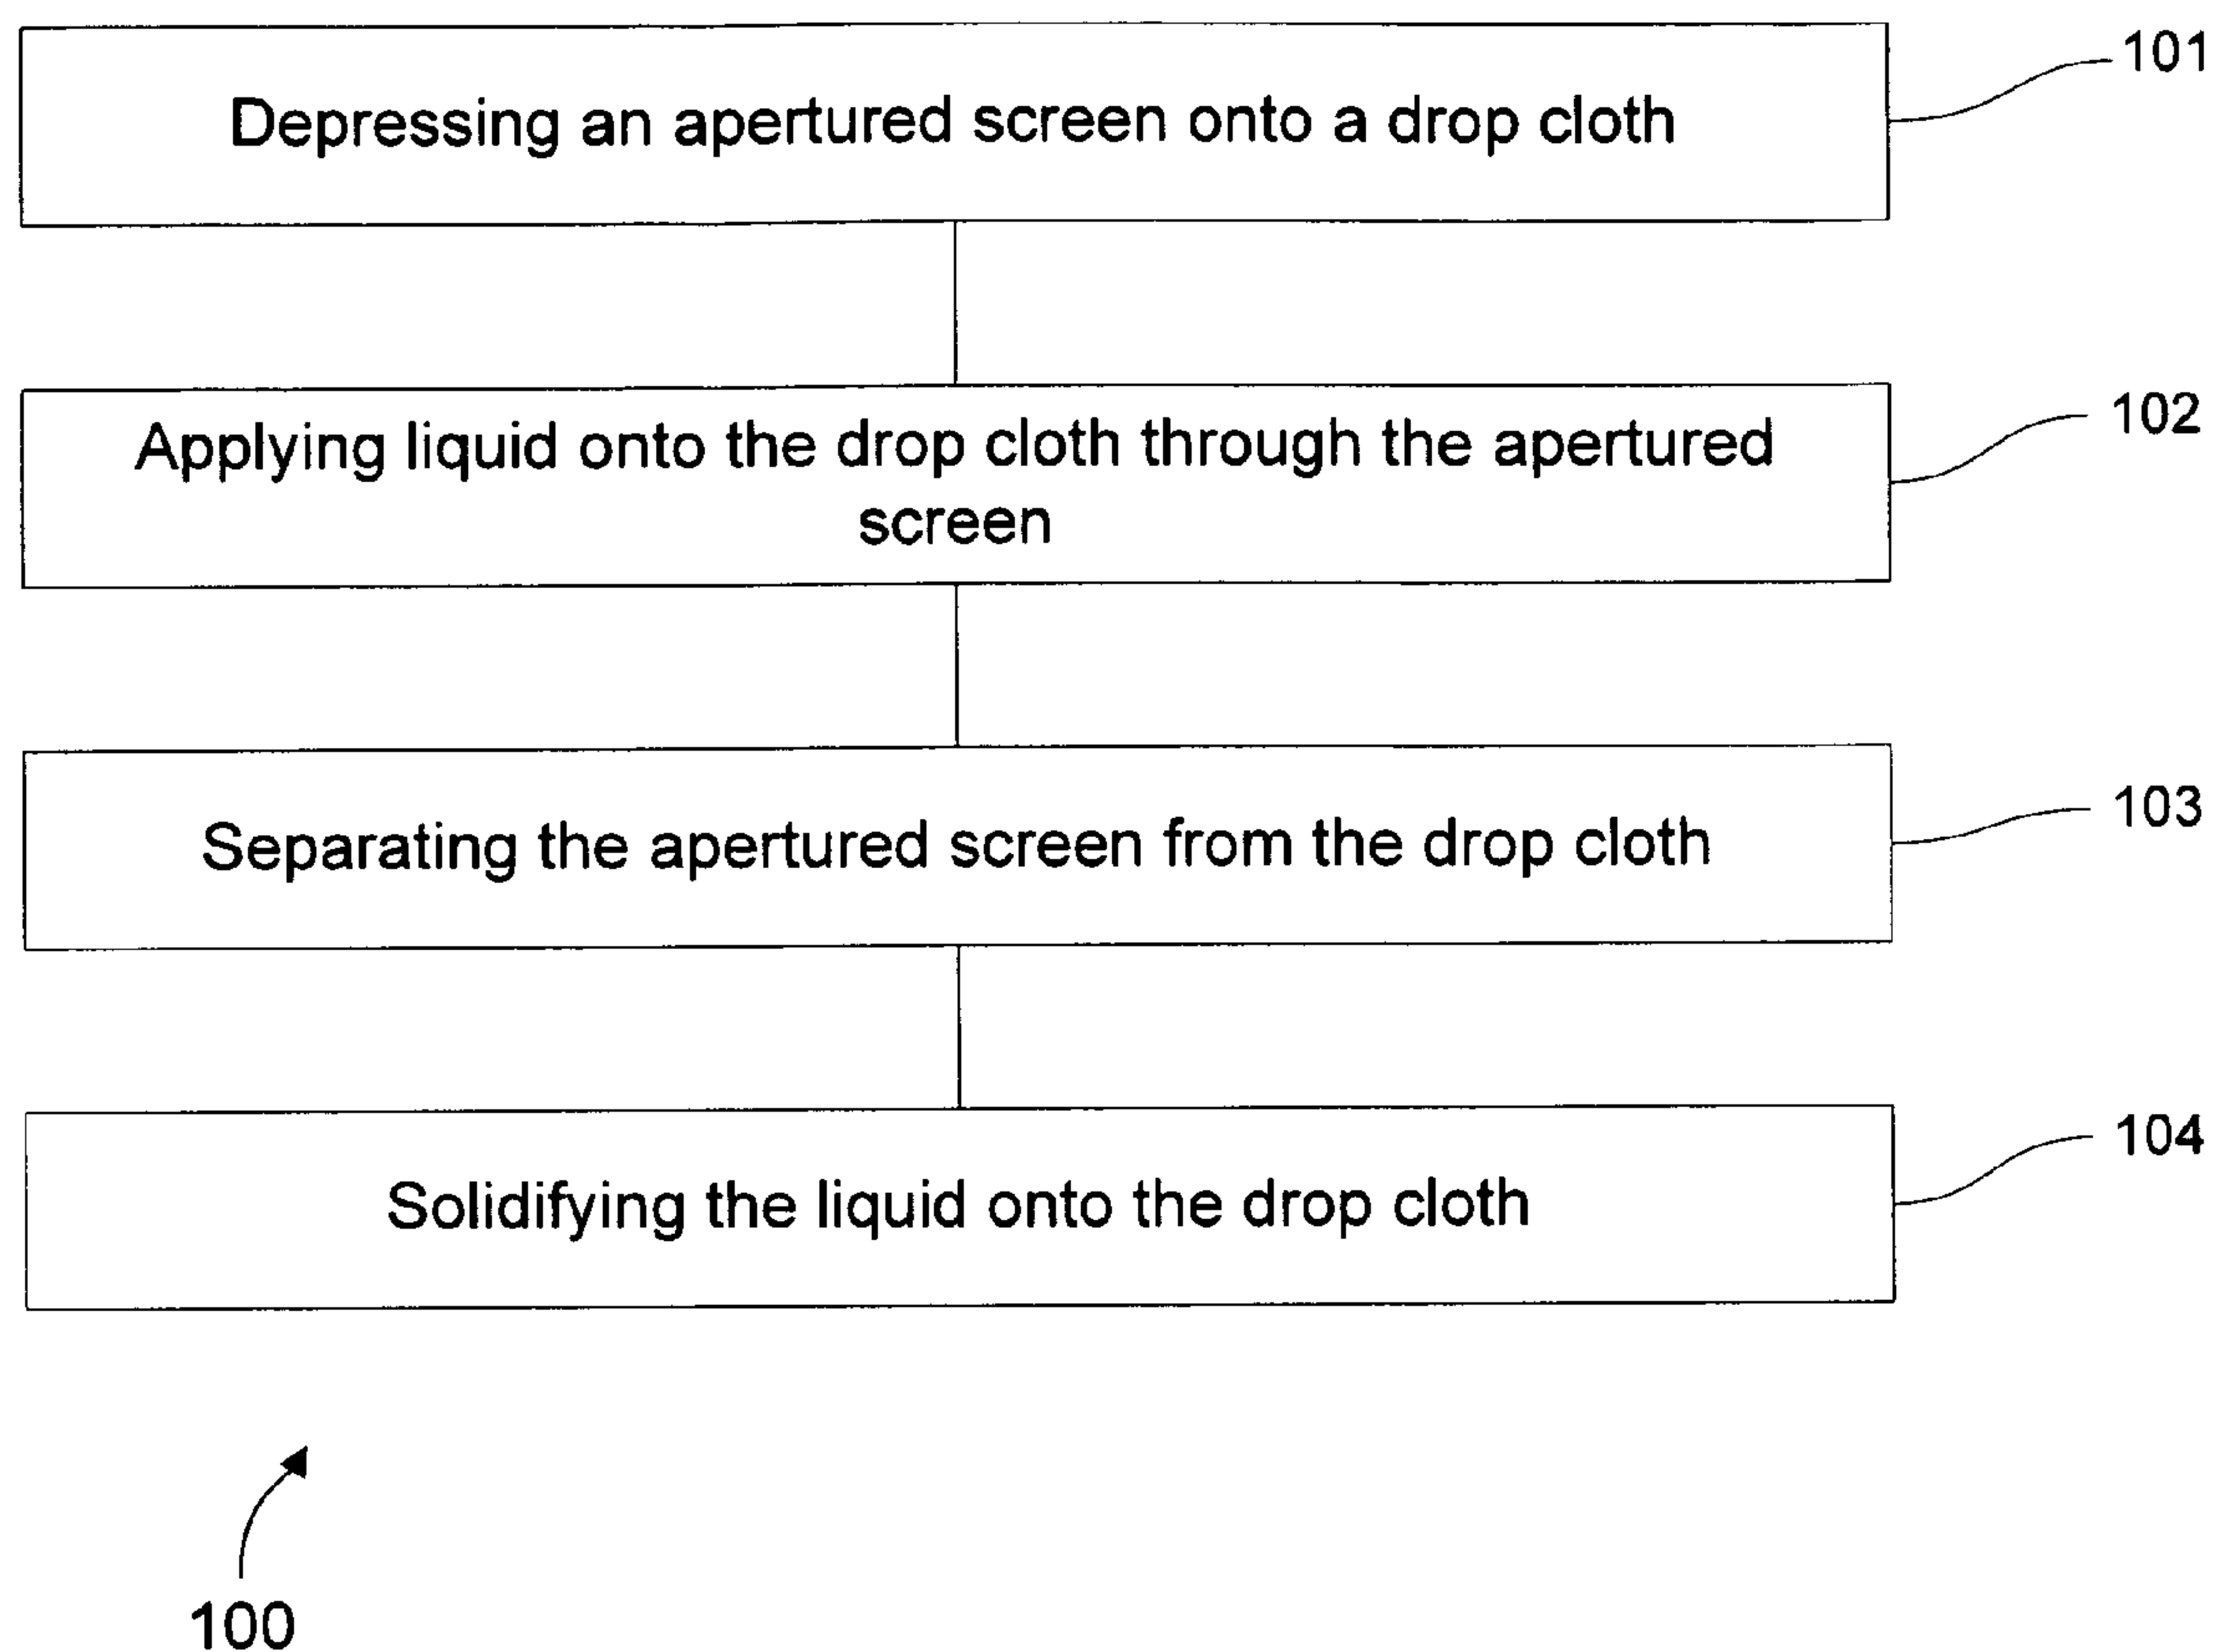 Depressing an apertured screen onto a drop cloth
101
Applying liquid onto the drop cloth through the apertured
screen
102
Separating the apertured screen from the drop cloth
103
Solidifying the liquid onto the drop cloth
104
100